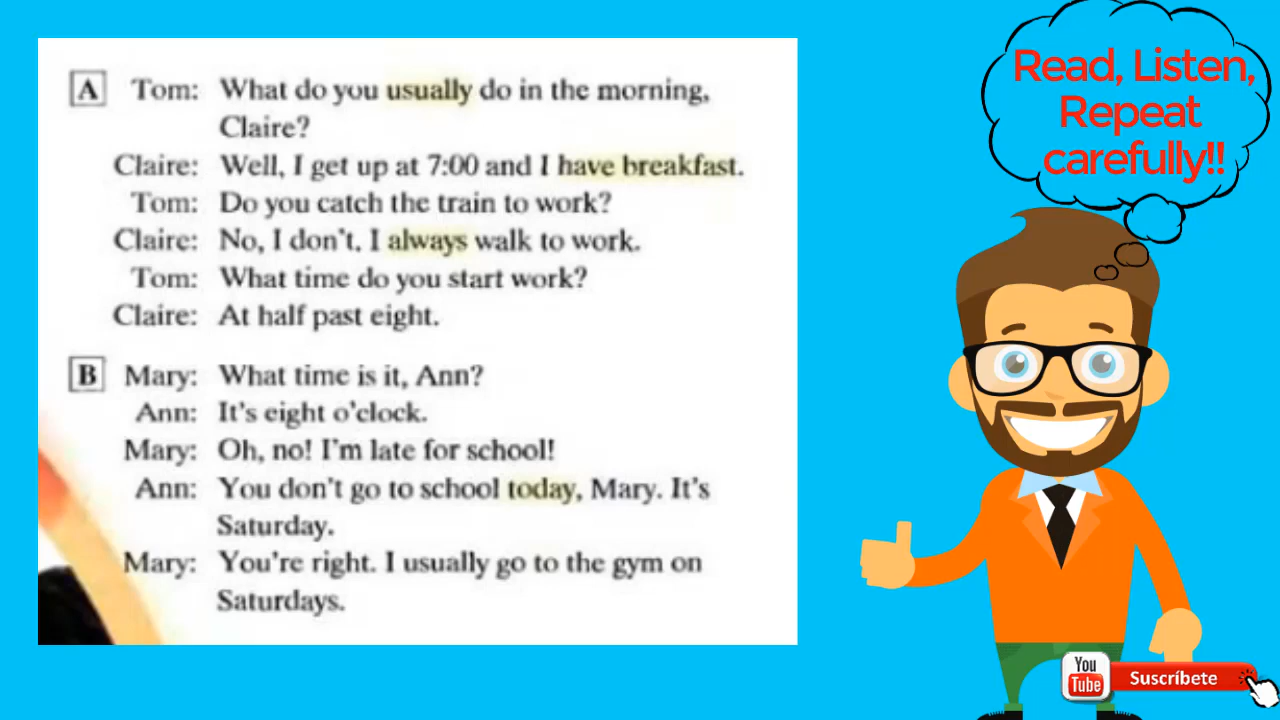 A Tom: What do you usually do in the morning,
Claire?
Claire: Well, I get up at 7:00 and I have breakfast.
Tom: Do you catch the train to work?
Claire: No, I don't. I always walk to work.
Tom: What time do you start work?
Claire: At half past eight.
B Mary: What time is it, Ann?
Ann: It's eight o'clock.
Mary: Oh, no! I'm late for school!
Ann: You don't go to school today, Mary. It's
Saturday.
Mary: You're right. I usually go to the gym on
Saturdays.
Read, Listen,
Repeat
carefully!!
You
Tube
Suscríbete